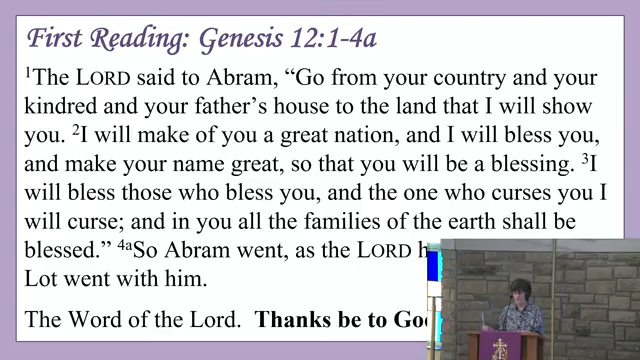 First Reading: Genesis 12:1-4a
¹The LORD said to Abram, “Go from your country and your
kindred and your father’s house to the land that I will show
you. ²I will make of you a great nation, and I will bless you,
and make your name great, so that you will be a blessing. ³I
will bless those who bless you, and the one who curses you I
will curse; and in you all the families of the earth shall be
blessed.” ⁴ᵃSo Abram went, as the LORD h
Lot went with him.
The Word of the Lord. Thanks be to Go